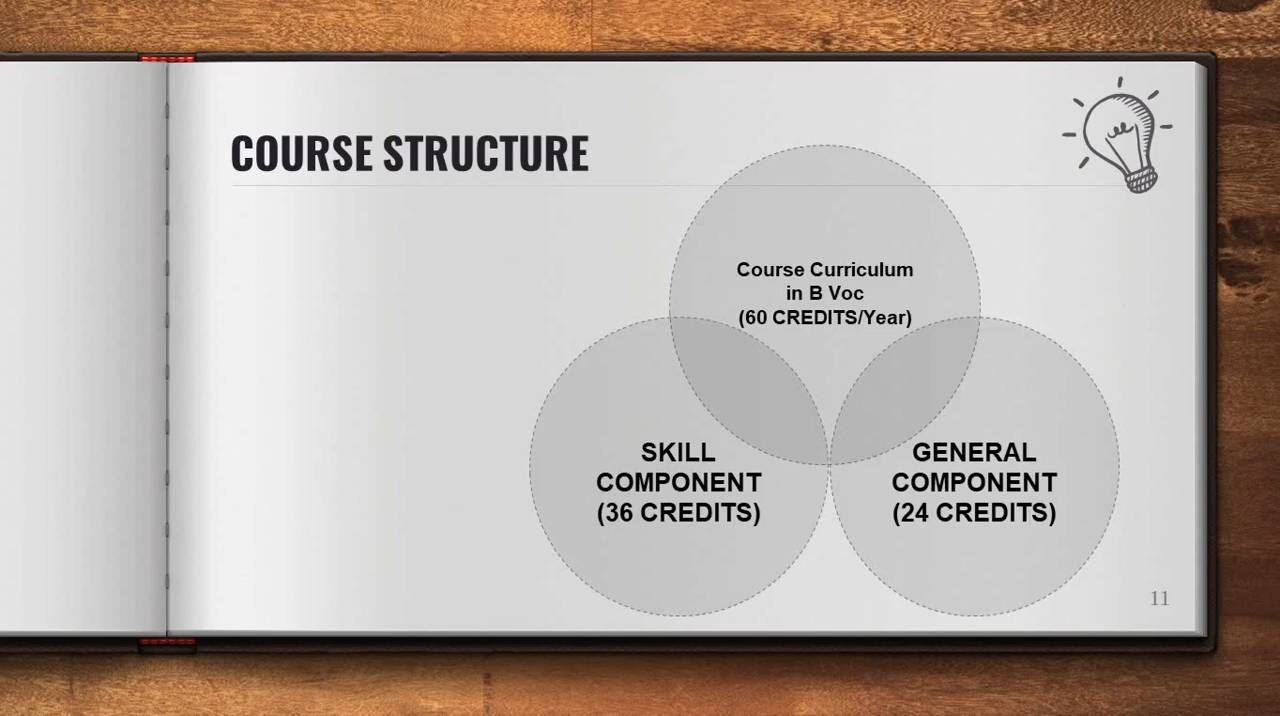 COURSE STRUCTURE
Course Curriculum
in B Voc
(60 CREDITS/Year)
SKILL
COMPONENT
(36 CREDITS)
GENERAL
COMPONENT
(24 CREDITS)
11